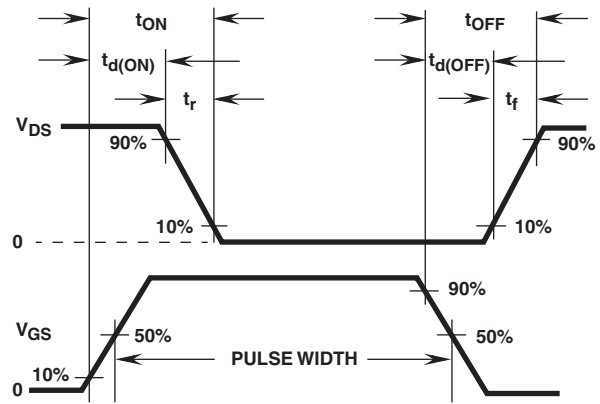 tON tOFF
td(ON) td(OFF)
tr tf
VDS
90% 90%
10% 10%
0
90%
VGS 50% 50%
PULSE WIDTH
10%
0